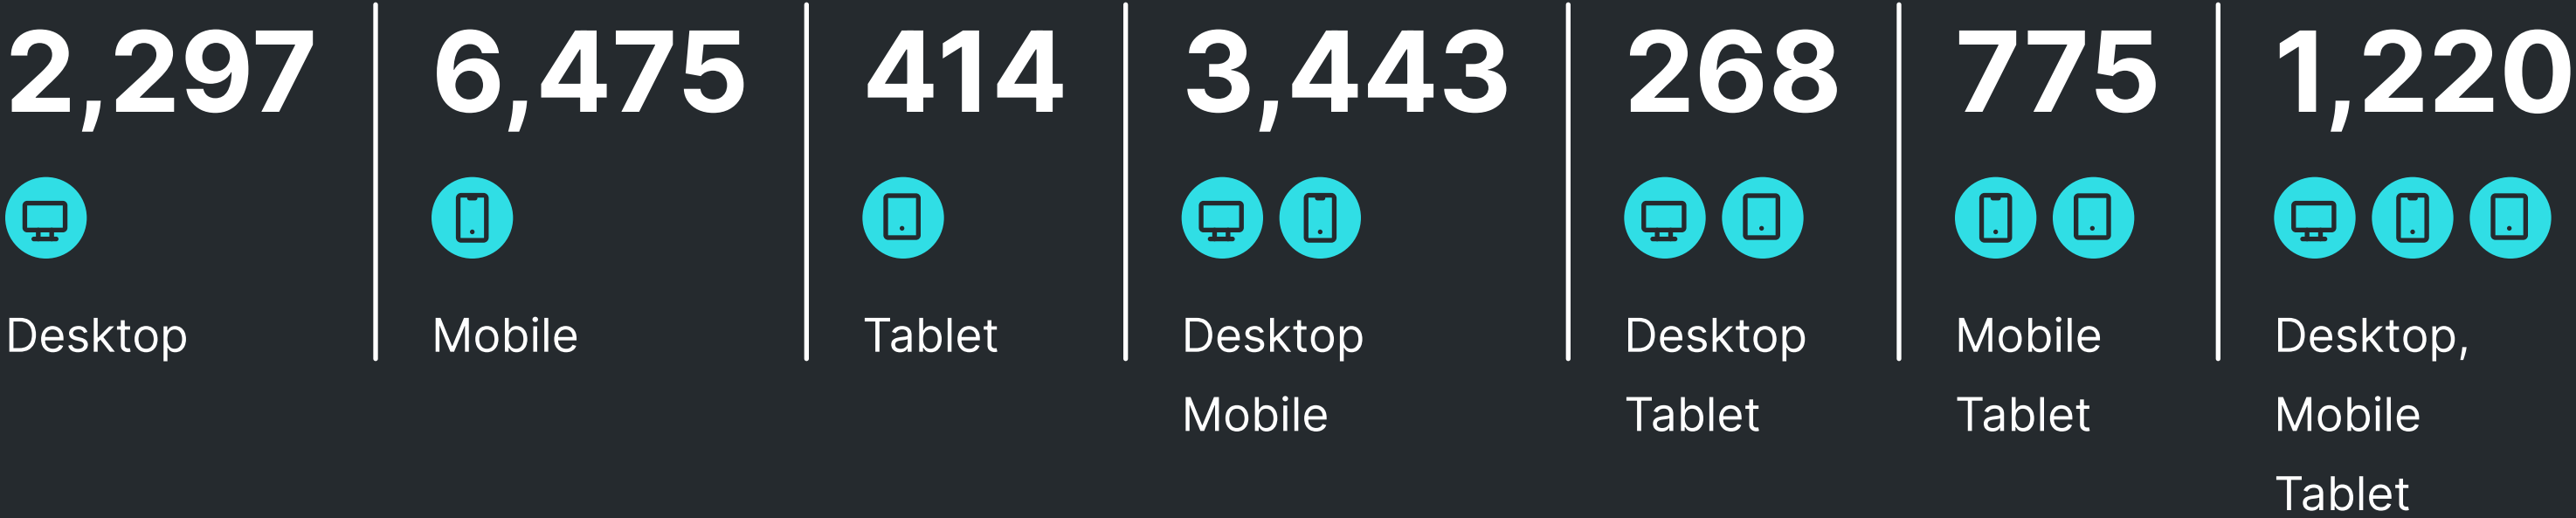 2,297
Desktop
6,475
Mobile
414
Tablet
3,443
Desktop
Mobile
268
Desktop
Tablet
775
Mobile
Tablet
1,220
Desktop,
Mobile
Tablet